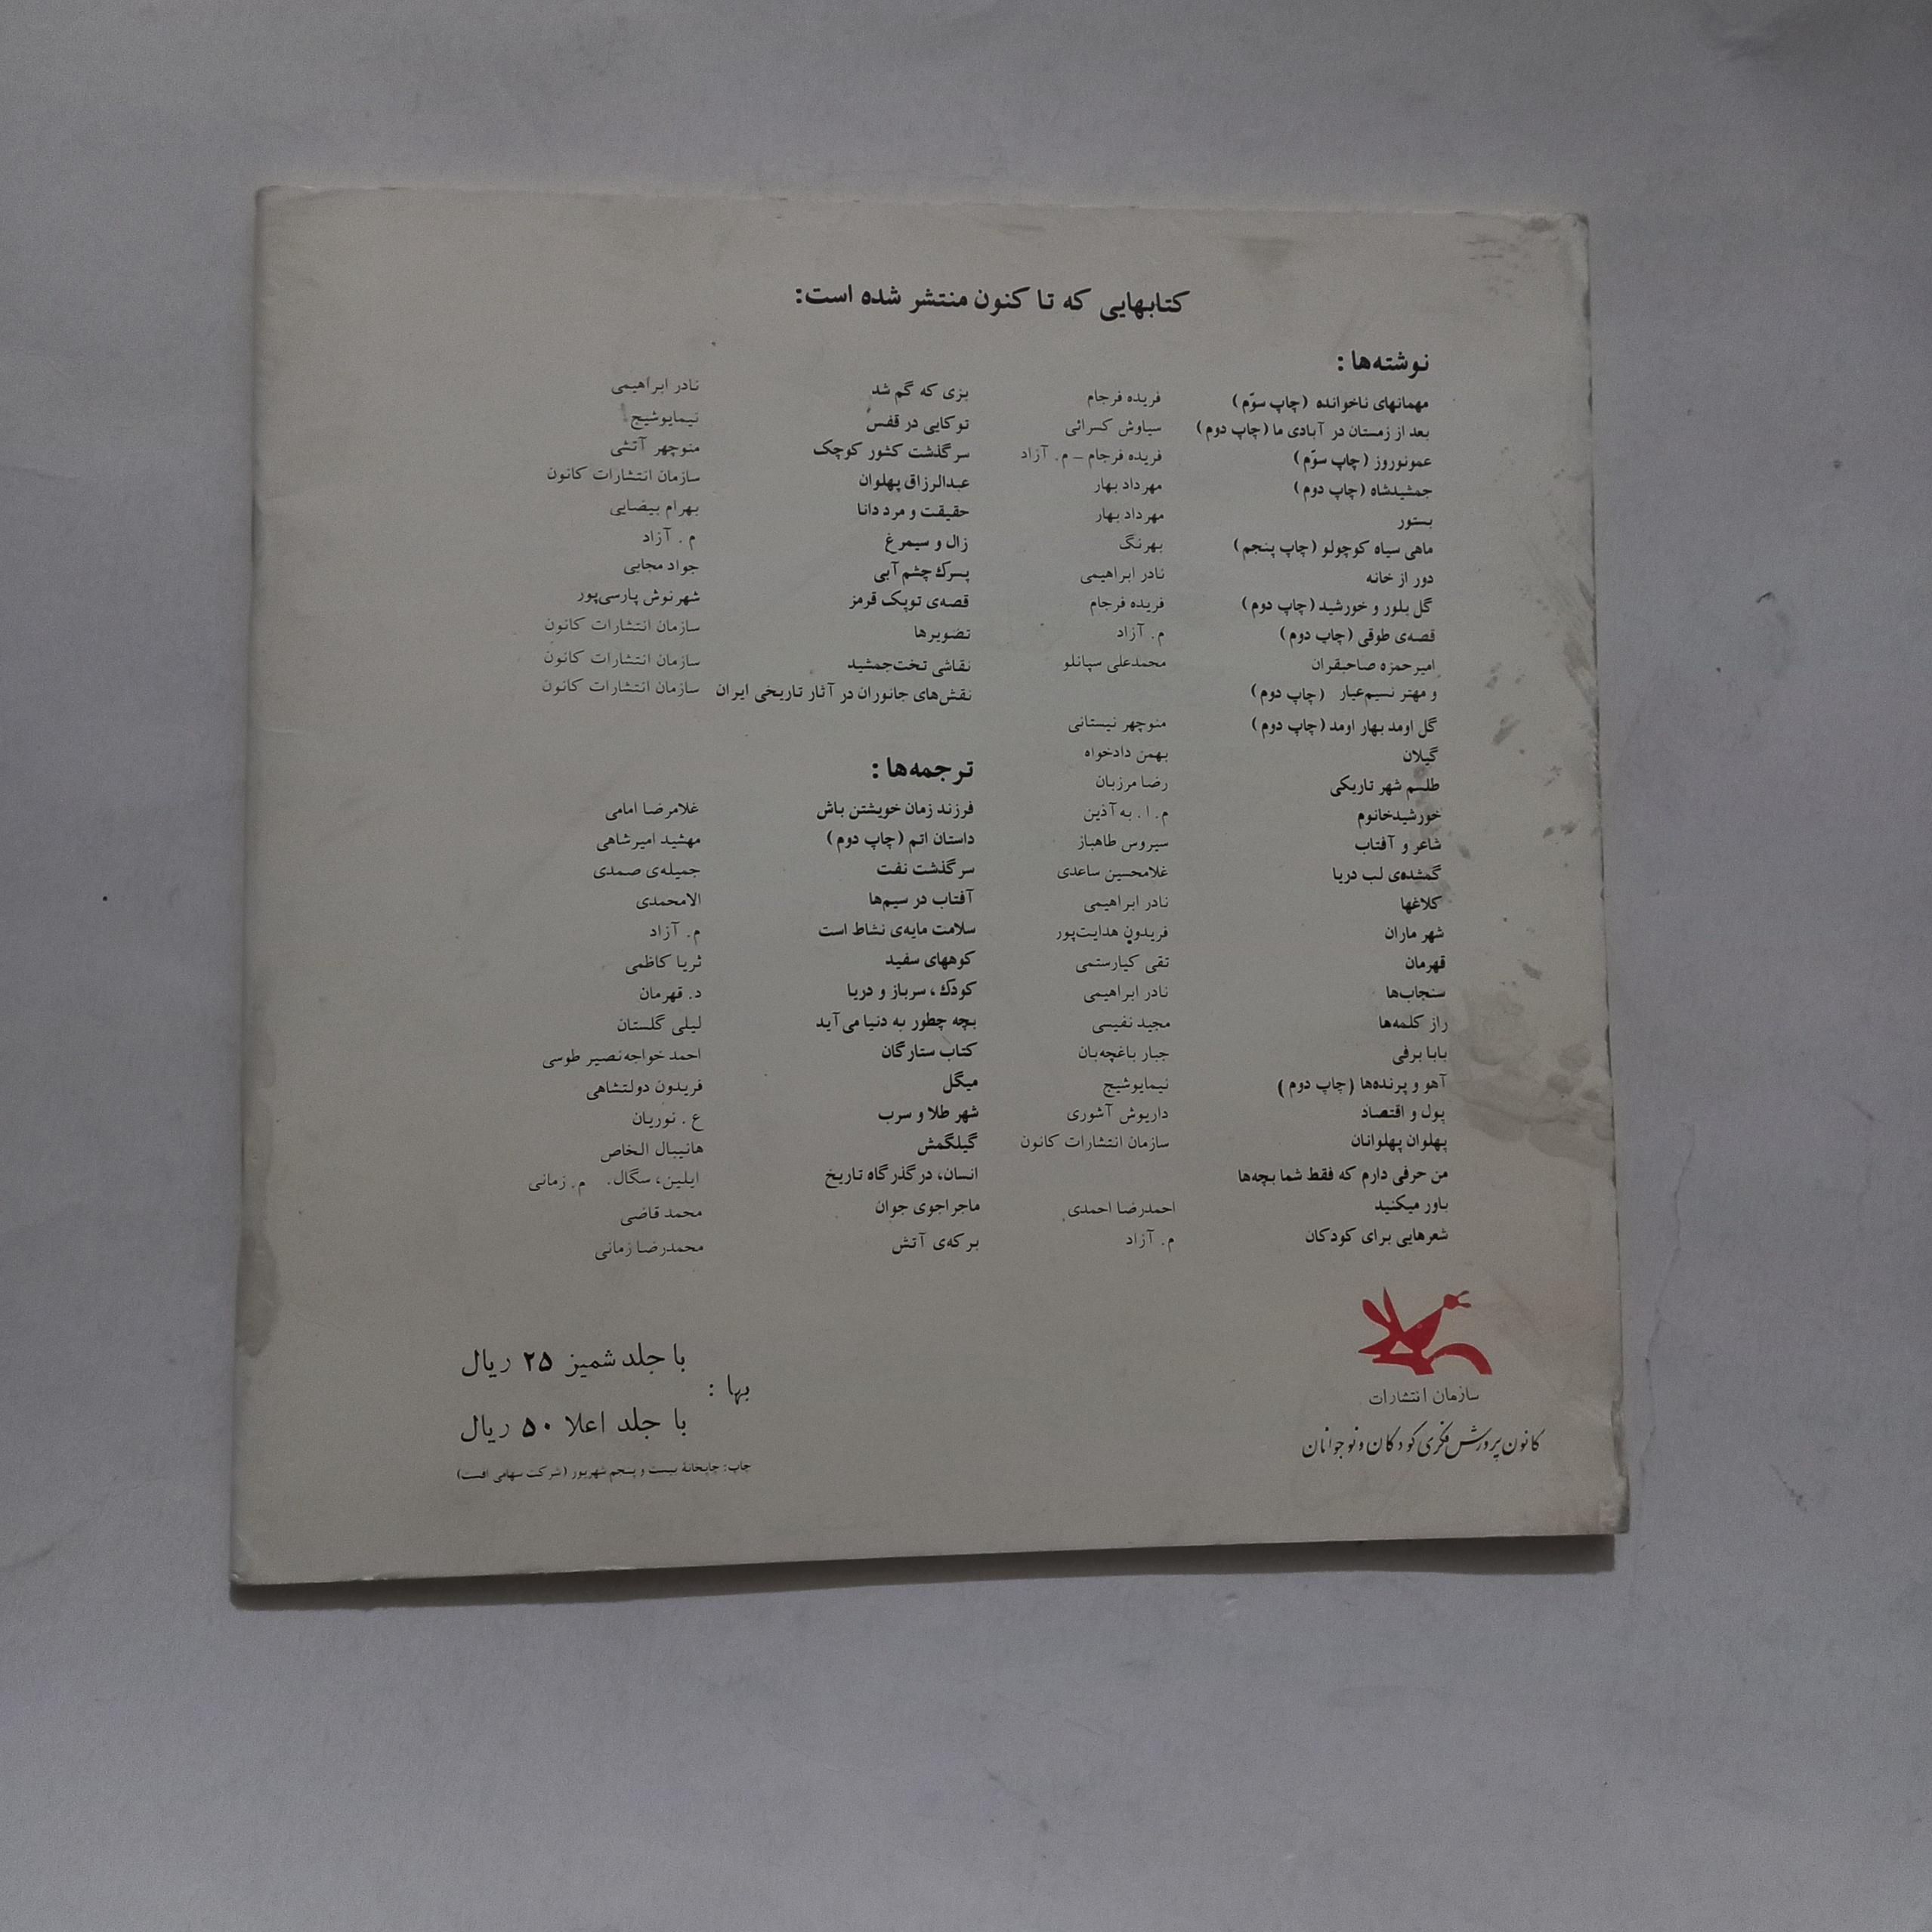 کتابهایی که تا کنون منتشر شده است:
نوشته‌ها:
مهمانهای ناخوانده (چاپ سوّم) فریده فرجام
بعد از زمستان در آبادی ما (چاپ دوم) سیاوش کسرائی
عمونوروز (چاپ سوّم) فریده فرجام – م. آزاد
جمشیدشاه (چاپ دوم) مهرداد بهار
بستور مهرداد بهار
ماهی سیاه کوچولو (چاپ پنجم) بهرنگ
دور از خانه نادر ابراهیمی
گل بلور و خورشید (چاپ دوم) فریده فرجام
قصه‌ی طوقی (چاپ دوم) م. آزاد
امیرحمزه صاحبقران محمدعلی سپانلو
و مهتر نسیم‌عیار (چاپ دوم)
گل اومد بهار اومد (چاپ دوم) منوچهر نیستانی
گیلان بهمن دادخواه
طلسم شهر تاریکی رضا مرزبان
خورشیدخانوم م. ا. به‌آذین
شاعر و آفتاب سیروس طاهباز
گمشده‌ی لب دریا غلامحسین ساعدی
کلاغها نادر ابراهیمی
شهر ماران فریدون هدایت‌پور
قهرمان تقی کیارستمی
سنجاب‌ها نادر ابراهیمی
راز کلمه‌ها مجید نفیسی
بابا برفی جبار باغچه‌بان
آهو و پرنده‌ها (چاپ دوم) نیمایوشیج
پول و اقتصاد داریوش آشوری
پهلوان پهلوانان سازمان انتشارات کانون
من حرفی دارم که فقط شما بچه‌ها
باور میکنید احمدرضا احمدی
شعرهایی برای کودکان م. آزاد
بزی که گم شد نادر ابراهیمی
توکایی در قفس نیمایوشیج
سرگذشت کشور کوچک منوچهر آتشی
عبدالرزاق پهلوان سازمان انتشارات کانون
حقیقت و مرد دانا بهرام بیضایی
زال و سیمرغ م. آزاد
پسرک چشم آبی جواد مجابی
قصه‌ی توپک قرمز شهرنوش پارسی‌پور
تصویرها سازمان انتشارات کانون
نقاشی تخت‌جمشید سازمان انتشارات کانون
نقش‌های جانوران در آثار تاریخی ایران سازمان انتشارات کانون
ترجمه‌ها:
فرزند زمان خویشتن باش غلامرضا امامی
داستان اتم (چاپ دوم) مهشید امیرشاهی
سرگذشت نفت جمیله‌ی صمدی
آفتاب در سیم‌ها الامحمدی
سلامت مایه‌ی نشاط است م. آزاد
کوههای سفید ثریا کاظمی
کودک، سرباز و دریا د. قهرمان
بچه چطور به دنیا می‌آید لیلی گلستان
کتاب ستارگان احمد خواجه‌نصیر طوسی
میگل فریدون دولتشاهی
شهر طلا و سرب ع. نوریان
گیلگمش هانیبال الخاص
انسان، در گذرگاه تاریخ ایلین، سگال. م. زمانی
ماجراجوی جوان محمد قاضی
برکه‌ی آتش محمدرضا زمانی
سازمان انتشارات
کانون پرورش فکری کودکان و نوجوانان
بها:
با جلد شمیز ۲۵ ریال
با جلد اعلا ۵۰ ریال
چاپ: چاپخانهٔ بیست و پنجم شهریور (شرکت سهامی افست)